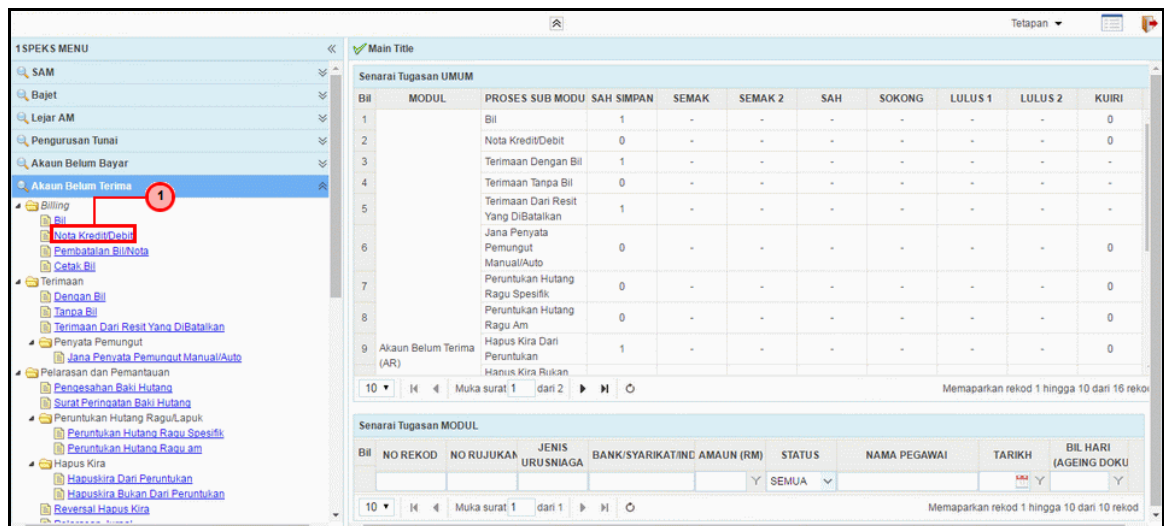 Tetapan
1SPEKS MENU
SAM
Bajet
Lejar AM
Pengurusan Tunai
Akaun Belum Bayar
Akaun Belum Terima
1
Billing
Bil
Nota Kredit/Debit
Pembatalan Bil/Nota
Cetak Bil
Terimaan
Dengan Bil
Tanpa Bil
Terimaan Dari Resit Yang DiBatalkan
Penyata Pemungut
Jana Penyata Pemungut Manual/Auto
Pelarasan dan Pemantauan
Pengesahan Baki Hutang
Surat Peringatan Baki Hutang
Peruntukan Hutang Ragu/Lapuk
Peruntukan Hutang Ragu Spesifik
Peruntukan Hutang Ragu am
Hapus Kira
Hapuskira Dari Peruntukan
Hapuskira Bukan Dari Peruntukan
Reversal Hapus Kira
Pelarasan Jurnal
Main Title
Senarai Tugasan UMUM
Bil MODUL PROSES SUB MODU SAH SIMPAN SEMAK SEMAK 2 SAH SOKONG LULUS 1 LULUS 2 KUIRI
1 Bil 1 - - - - - - 0
2 Nota Kredit/Debit 0 - - - - - - 0
3 Terimaan Dengan Bil 1 - - - - - - -
4 Terimaan Tanpa Bil 0 - - - - - - -
5 Terimaan Dari Resit Yang DiBatalkan 1 - - - - - - -
6 Jana Penyata Pemungut Manual/Auto 0 - - - - - - 0
7 Peruntukan Hutang Ragu Spesifik 0 - - - - - - 0
8 Peruntukan Hutang Ragu Am 0 - - - - - - 0
9 Akaun Belum Terima (AR) Hapus Kira Dari Peruntukan 1 - - - - - - 0
Hapus Kira Bukan
10 Muka surat 1 dari 2 Memaparkan rekod 1 hingga 10 dari 16 rekod
Senarai Tugasan MODUL
Bil NO REKOD NO RUJUKAN JENIS URUSNIAGA BANK/SYARIKAT/IND AMAUN (RM) STATUS NAMA PEGAWAI TARIKH BIL HARI (AGEING DOKU
SEMUA
10 Muka surat 1 dari 1 Memaparkan rekod 1 hingga 10 dari 10 rekod